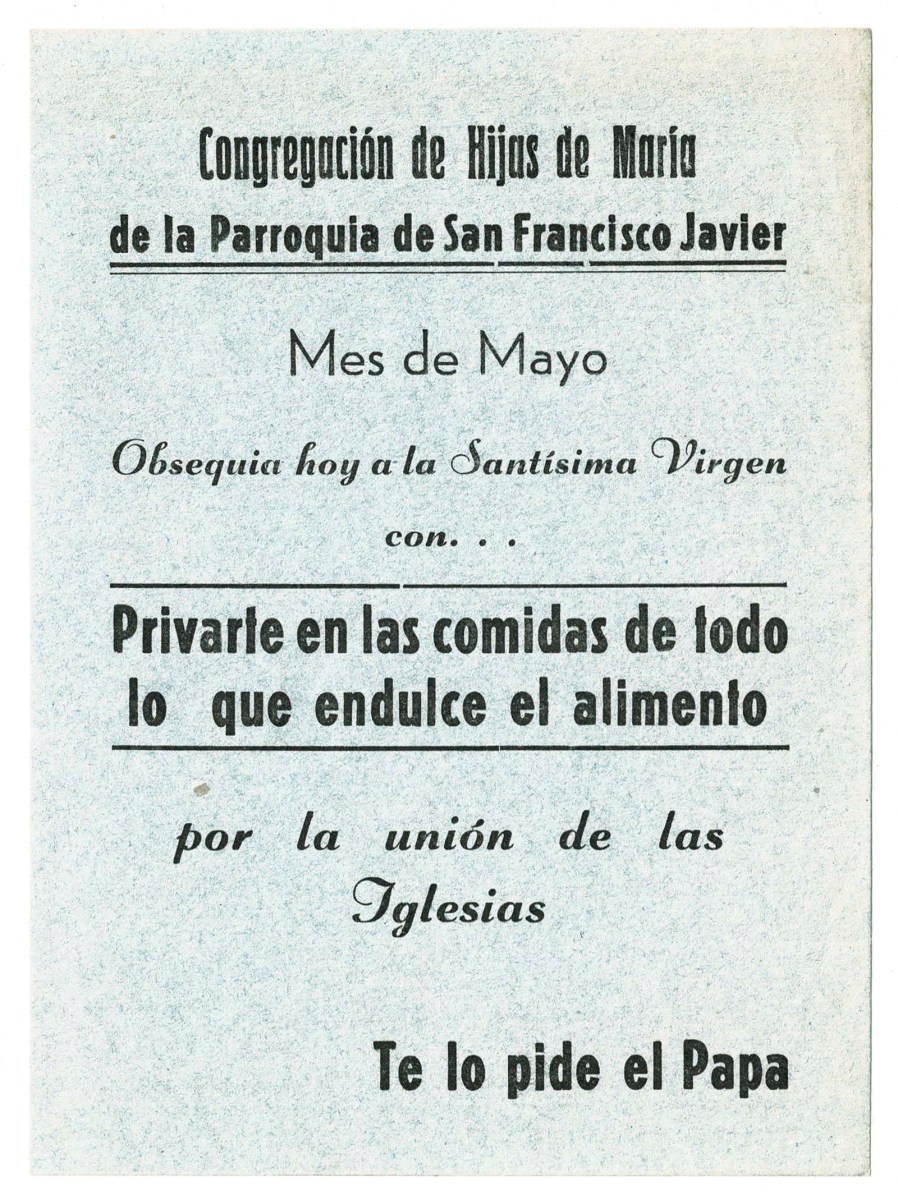 Congregación de Hijas de María
de la Parroquia de San Francisco Javier
Mes de Mayo
Obsequia hoy a la Santísima Virgen
con. . .
Privarte en las comidas de todo
lo que endulce el alimento
por la unión de las
Iglesias
Te lo pide el Papa